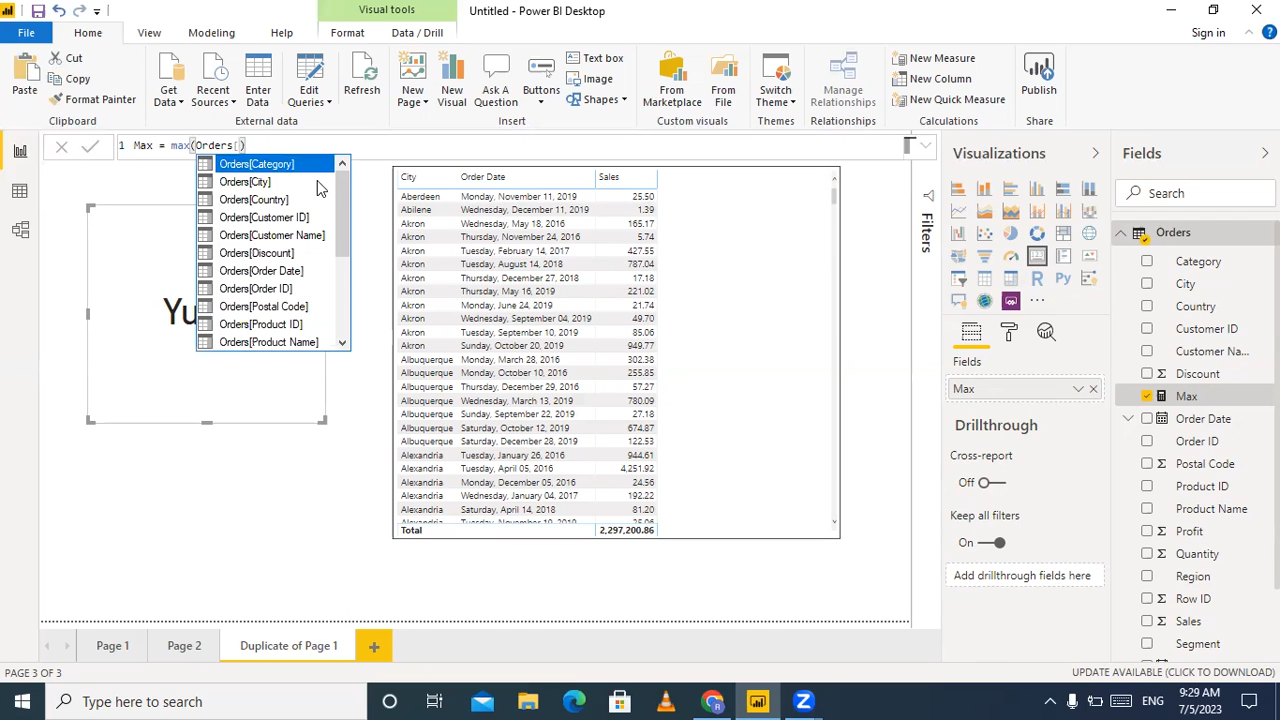 Visual tools
Untitled - Power BI Desktop
File
Home
View
Modeling
Help
Format
Data / Drill
Sign in
Paste
Cut
Copy
Format Painter
Clipboard
Get Data
Recent Sources
Enter Data
Edit Queries
Refresh
External data
New Page
New Visual
Ask A Question
Buttons
Text box
Image
Shapes
Insert
From Marketplace
From File
Custom visuals
Switch Theme
Themes
Manage Relationships
Relationships
New Measure
New Column
New Quick Measure
Calculations
Publish
Share
1 Max = max(Orders[])
Orders[Category]
Orders[City]
Orders[Country]
Orders[Customer ID]
Orders[Customer Name]
Orders[Discount]
Orders[Order Date]
Orders[Order ID]
Orders[Postal Code]
Orders[Product ID]
Orders[Product Name]
Yu
City Order Date Sales
Aberdeen Monday, November 11, 2019 25.50
Abilene Wednesday, December 11, 2019 1.39
Akron Wednesday, May 18, 2016 165.17
Akron Thursday, November 24, 2016 5.74
Akron Tuesday, February 14, 2017 427.55
Akron Tuesday, August 14, 2018 787.04
Akron Thursday, December 27, 2018 17.18
Akron Thursday, May 16, 2019 221.02
Akron Monday, June 24, 2019 21.74
Akron Wednesday, September 04, 2019 49.70
Akron Tuesday, September 10, 2019 85.06
Akron Sunday, October 20, 2019 949.77
Albuquerque Monday, March 28, 2016 302.38
Albuquerque Monday, October 10, 2016 255.85
Albuquerque Thursday, December 29, 2016 57.27
Albuquerque Wednesday, March 13, 2019 780.09
Albuquerque Sunday, September 22, 2019 27.18
Albuquerque Saturday, October 12, 2019 674.87
Albuquerque Saturday, December 28, 2019 122.53
Alexandria Tuesday, January 26, 2016 944.61
Alexandria Tuesday, April 05, 2016 4,251.92
Alexandria Monday, December 05, 2016 24.56
Alexandria Wednesday, January 04, 2017 192.22
Alexandria Saturday, April 14, 2018 81.20
Alexandria Tuesday, November 19, 2019
Total 2,297,200.86
Filters
Visualizations
R
Py
Fields
Max
Drillthrough
Cross-report
Off
Keep all filters
On
Add drillthrough fields here
Fields
Search
Orders
Category
City
Country
Customer ID
Customer Na...
Discount
Max
Order Date
Order ID
Postal Code
Product ID
Product Name
Profit
Quantity
Region
Row ID
Sales
Segment
Page 1
Page 2
Duplicate of Page 1
PAGE 3 OF 3
UPDATE AVAILABLE (CLICK TO DOWNLOAD)
Type here to search
ENG
9:29 AM
7/5/2023